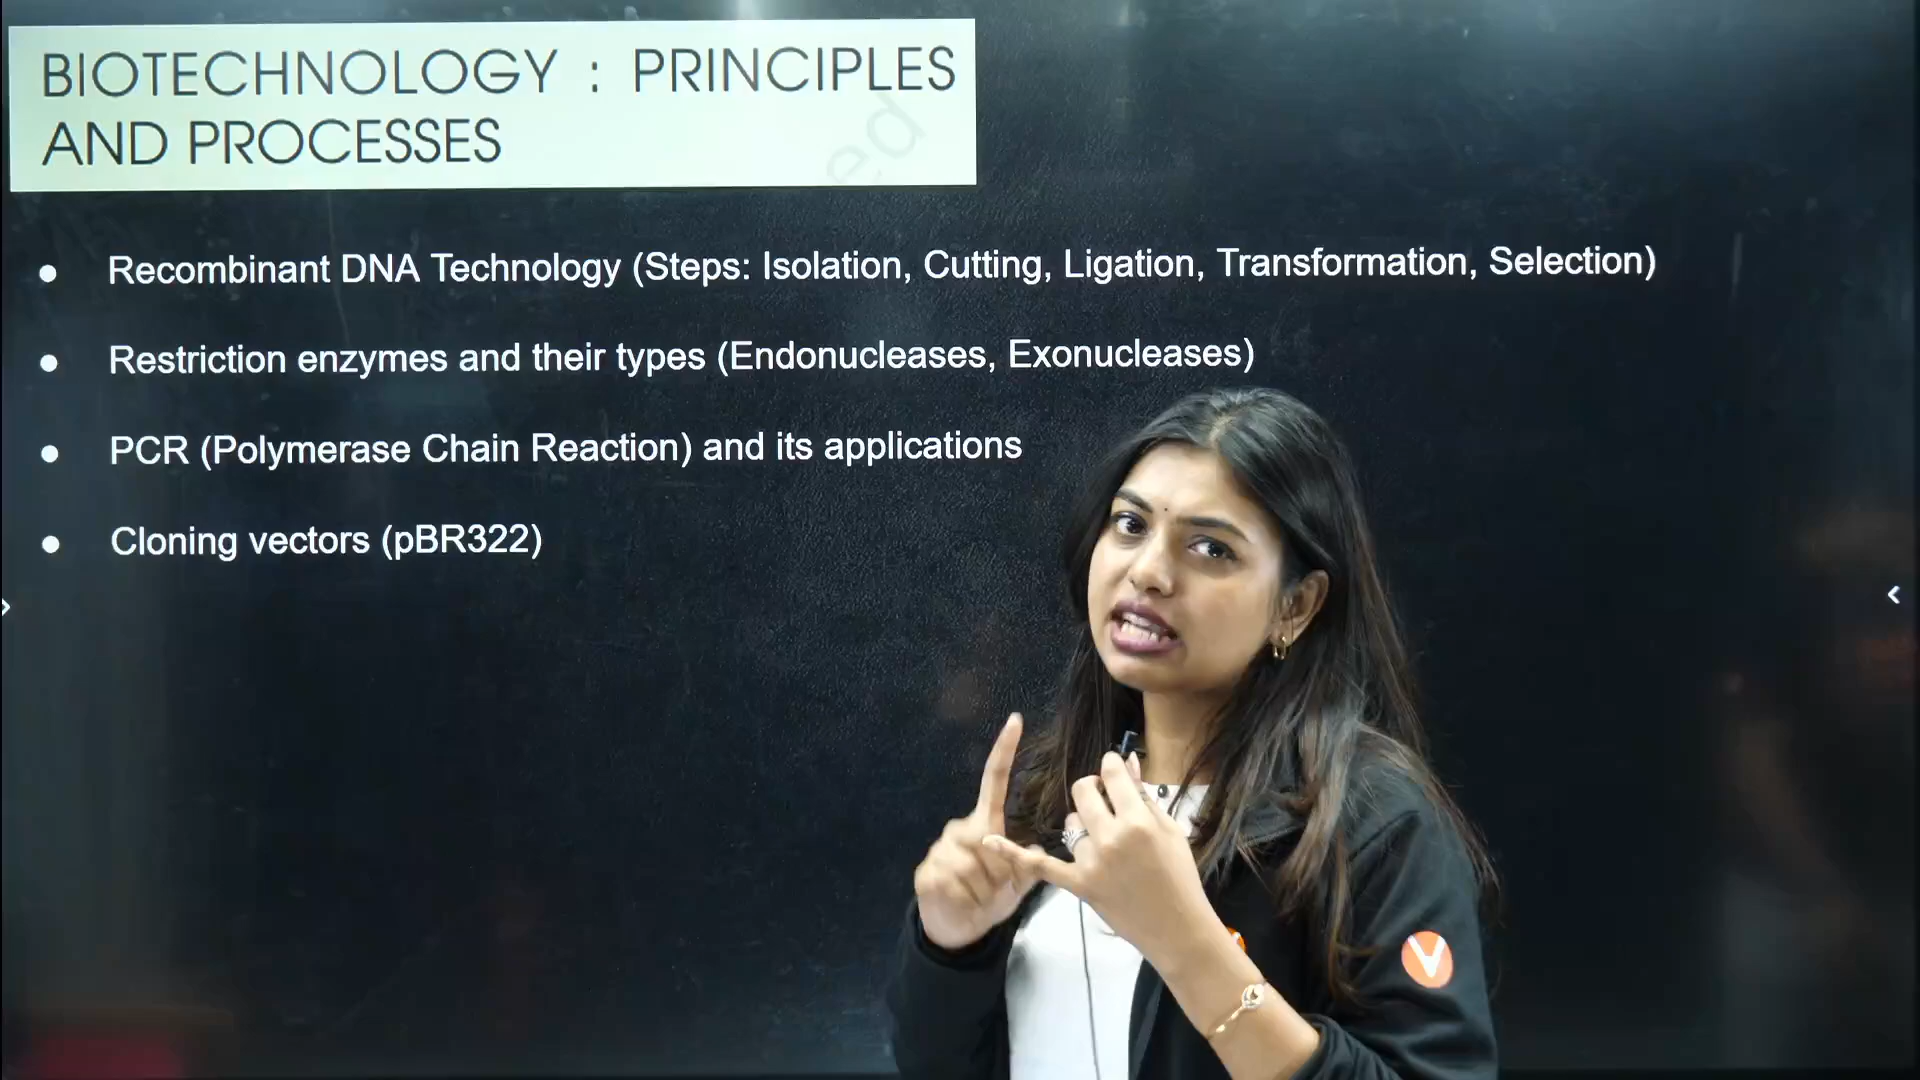 BIOTECHNOLOGY : PRINCIPLES
AND PROCESSES
ed
● Recombinant DNA Technology (Steps: Isolation, Cutting, Ligation, Transformation, Selection)
● Restriction enzymes and their types (Endonucleases, Exonucleases)
● PCR (Polymerase Chain Reaction) and its applications
● Cloning vectors (pBR322)
V